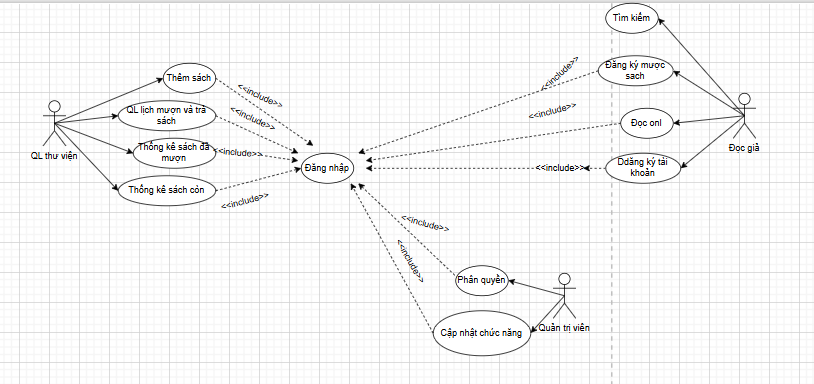 Tìm kiếm
Thêm sách
<<include>>
Đăng ký mược
sach
<<include>>
QL lịch mượn và trả
sách
<<include>>
<<include>>
Đọc onl
QL thư viện
Thống kê sách đã
mượn
<<include>>
Đọc giả
Đăng nhập
<<include>>
Ddăng ký tài
khoản
Thống kê sách còn
<<include>>
<<include>>
<<include>>
Phân quyền
Quản trị viên
Cập nhật chức năng